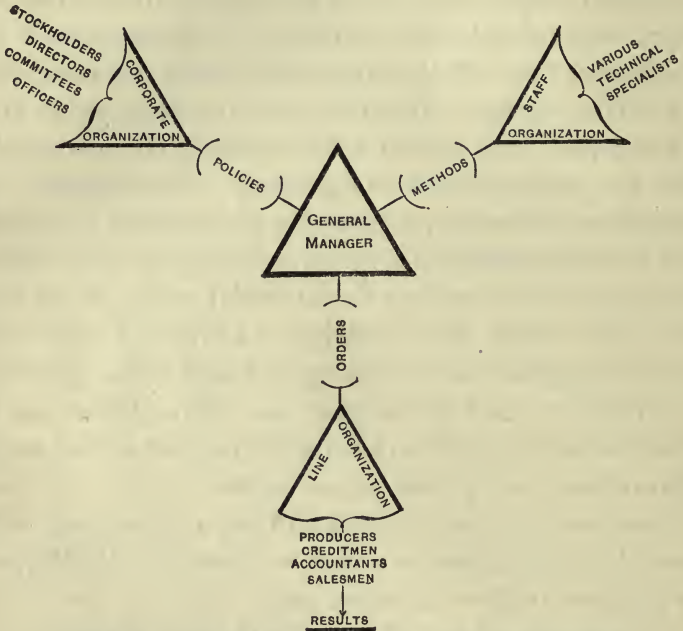 STOCKHOLDERS
DIRECTORS
COMMITTEES
OFFICERS
CORPORATE
ORGANIZATION
VARIOUS
TECHNICAL
SPECIALISTS
STAFF
ORGANIZATION
POLICIES
METHODS
GENERAL
MANAGER
ORDERS
LINE
ORGANIZATION
PRODUCERS
CREDITMEN
ACCOUNTANTS
SALESMEN
RESULTS